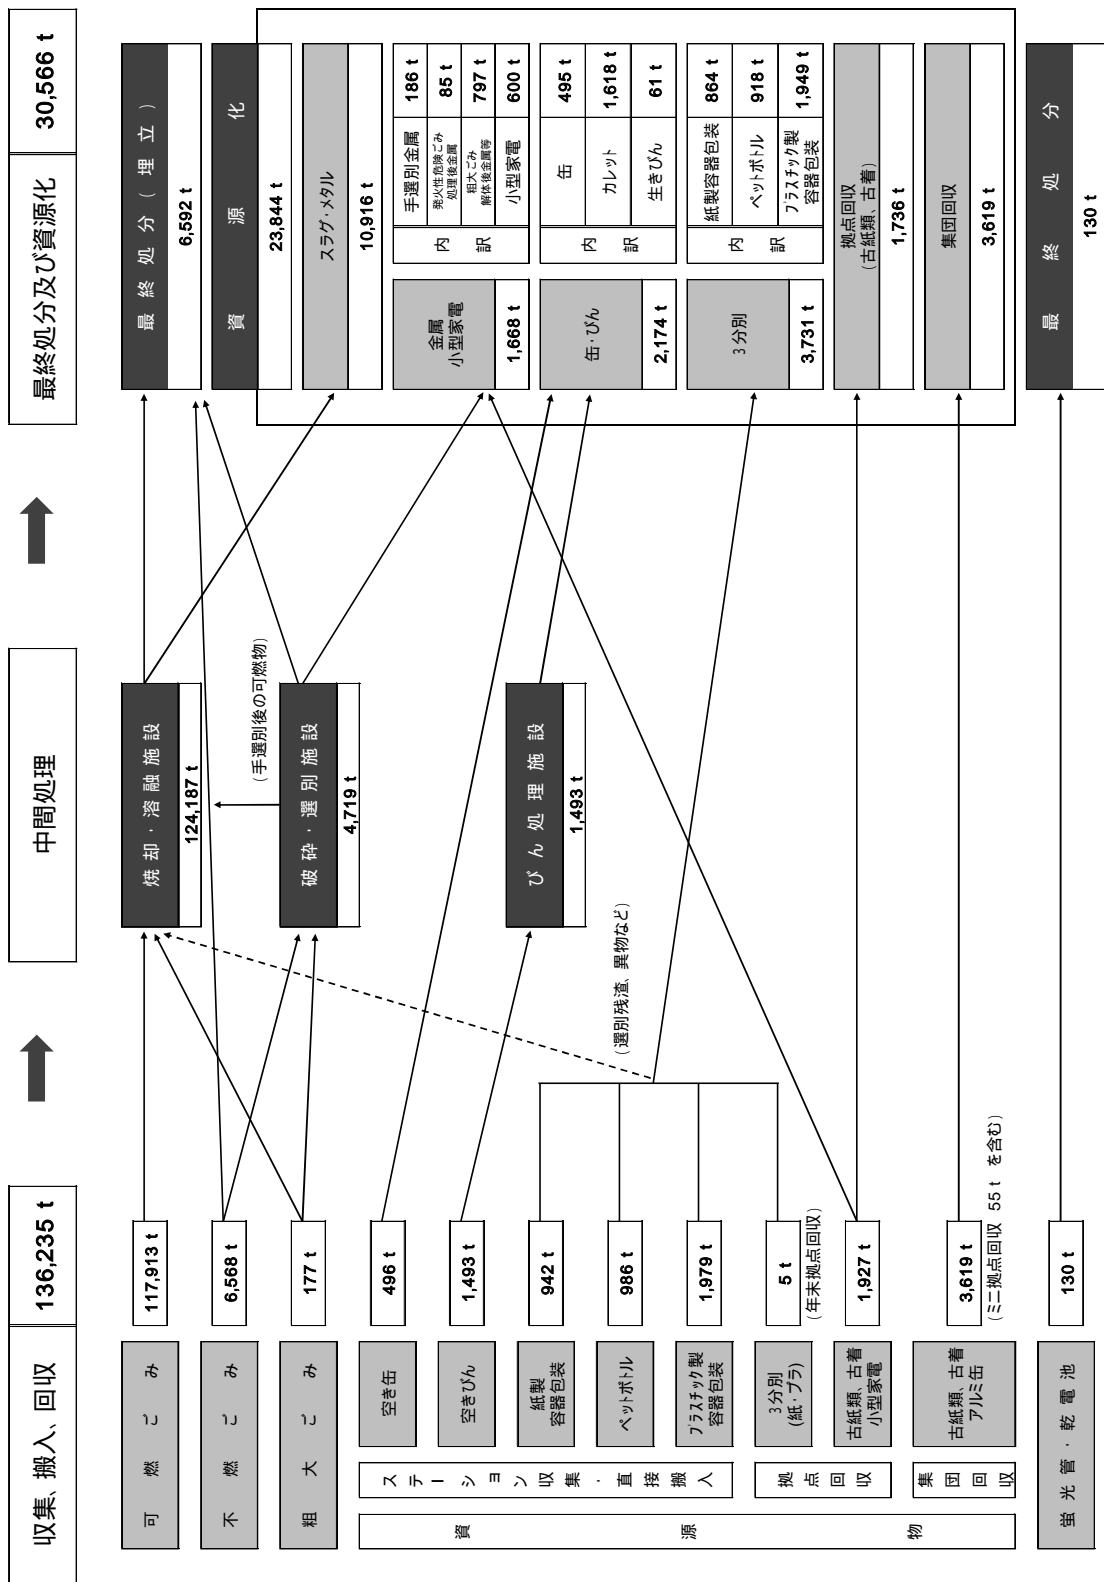 収集、搬入、回収
136,235 t
中間処理
最終処分及び資源化
30,566 t
可燃ごみ
117,913 t
不燃ごみ
6,568 t
粗大ごみ
177 t
資源物
ステーション収集・直接搬入
空き缶
496 t
空きびん
1,493 t
紙製
容器包装
942 t
ペットボトル
986 t
プラスチック製
容器包装
1,979 t
拠点回収
3分別
(紙・プラ)
5 t
(年末拠点回収)
古紙類、古着
小型家電
1,927 t
集団回収
古紙類、古着
アルミ缶
3,619 t
(ミニ拠点回収 55t を含む)
蛍光管・乾電池
130 t
焼却・溶融施設
124,187 t
(手選別後の可燃物)
破砕・選別施設
4,719 t
びん処理施設
1,493 t
(選別残渣、異物など)
最終処分(埋立)
6,592 t
資源化
23,844 t
スラグ・メタル
10,916 t
金属
小型家電
1,668 t
内訳
手選別金属
186 t
発火性危険ごみ
処理後金属
85 t
粗大ごみ
解体後金属等
797 t
小型家電
600 t
缶・びん
2,174 t
内訳
缶
495 t
カレット
1,618 t
生きびん
61 t
3分別
3,731 t
内訳
紙製容器包装
864 t
ペットボトル
918 t
プラスチック製
容器包装
1,949 t
拠点回収
(古紙類、古着)
1,736 t
集団回収
3,619 t
最終処分
130 t